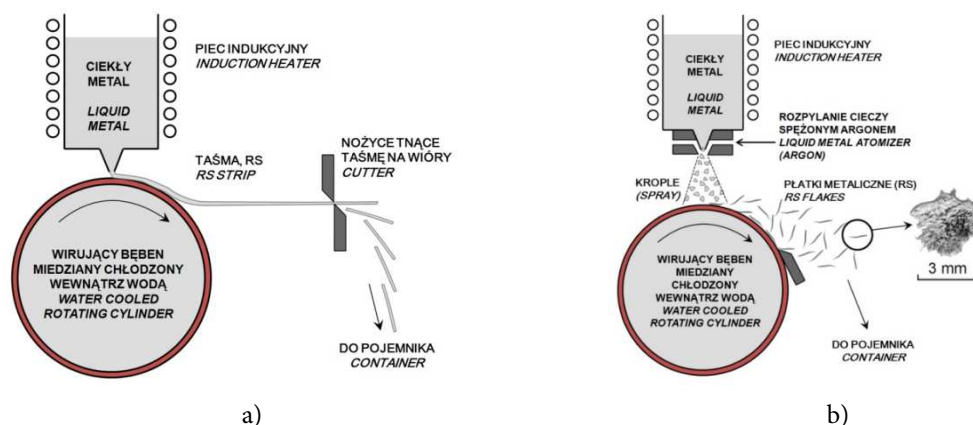 PIEC INDUKCYJNY
INDUCTION HEATER
CIEKŁY
METAL
LIQUID
METAL
TAŚMA, RS
RS STRIP
NOŻYCE TNĄCE
TAŚMĘ NA WIÓRY
CUTTER
WIRUJĄCY BĘBEN
MIEDZIANY CHŁODZONY
WEWNĄTRZ WODĄ
WATER COOLED
ROTATING CYLINDER
DO POJEMNIKA
CONTAINER
a)
PIEC INDUKCYJNY
INDUCTION HEATER
CIEKŁY
METAL
LIQUID
METAL
ROZPYLANIE CIECZY
SPĘŻONYM ARGONEM
LIQUID METAL ATOMIZER
(ARGON)
KROPLE
(SPRAY)
PŁATKI METALICZNE (RS)
RS FLAKES
3 mm
WIRUJĄCY BĘBEN
MIEDZIANY
CHŁODZONY
WEWNĄTRZ WODĄ
WATER COOLED
ROTATING CYLINDER
DO POJEMNIKA
CONTAINER
b)